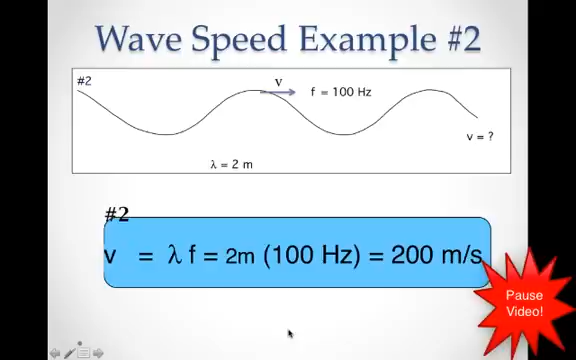 Wave Speed Example #2
#2
v
f = 100 Hz
v = ?
λ = 2 m
#2
v = λ f = 2m (100 Hz) = 200 m/s
Pause
Video!